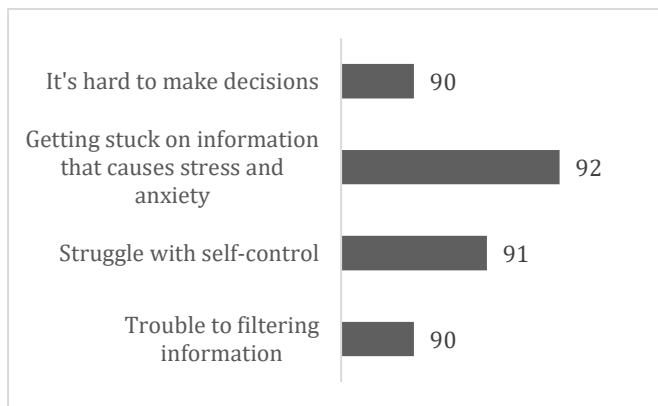 It's hard to make decisions
90
Getting stuck on information
that causes stress and
anxiety
92
Struggle with self-control
91
Trouble to filtering
information
90